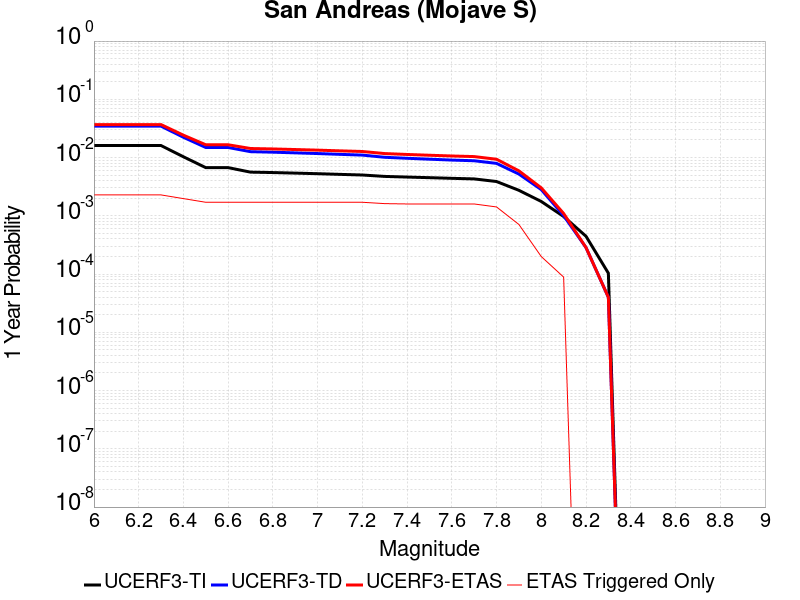 San Andreas (Mojave S)
10^0
10^-1
10^-2
10^-3
10^-4
10^-5
10^-6
10^-7
10^-8
1 Year Probability
6 6.2 6.4 6.6 6.8 7 7.2 7.4 7.6 7.8 8 8.2 8.4 8.6 8.8 9
Magnitude
UCERF3-TI UCERF3-TD UCERF3-ETAS ETAS Triggered Only